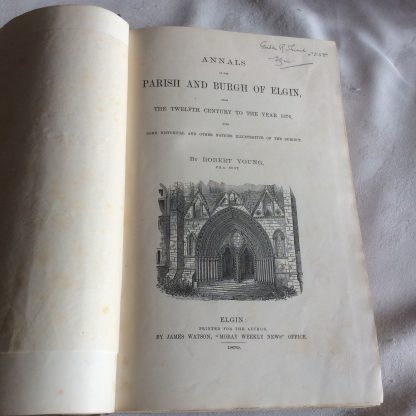 ANNALS
OF THE
PARISH AND BURGH OF ELGIN,
FROM
THE TWELFTH CENTURY TO THE YEAR 1876,
WITH
SOME HISTORICAL AND OTHER NOTICES ILLUSTRATIVE OF THE SUBJECT.
BY ROBERT YOUNG,
F.S.A. SCOT.
ELGIN:
PRINTED FOR THE AUTHOR,
BY JAMES WATSON, "MORAY WEEKLY NEWS" OFFICE.
1879.